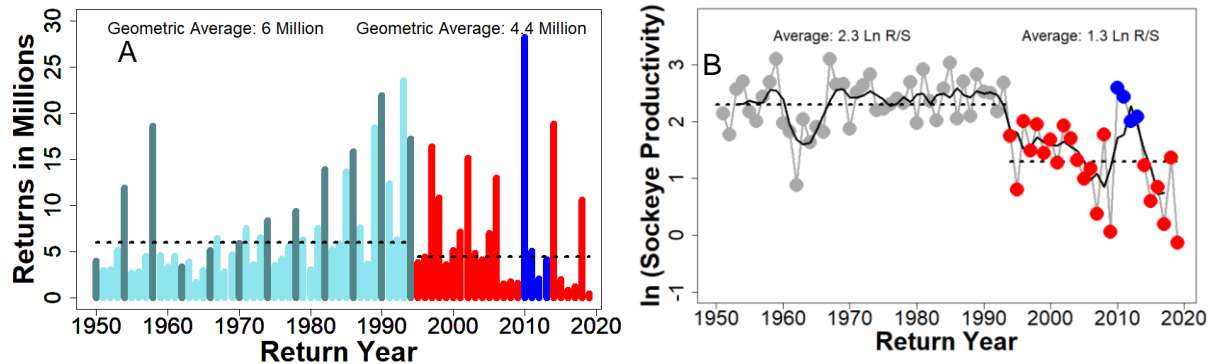 Geometric Average: 6 Million
Geometric Average: 4.4 Million
A
Returns in Millions
30
25
20
15
10
5
0
1950 1960 1970 1980 1990 2000 2010 2020
Return Year
Average: 2.3 Ln R/S
Average: 1.3 Ln R/S
B
ln (Sockeye Productivity)
3
2
1
0
-1
1950 1960 1970 1980 1990 2000 2010 2020
Return Year